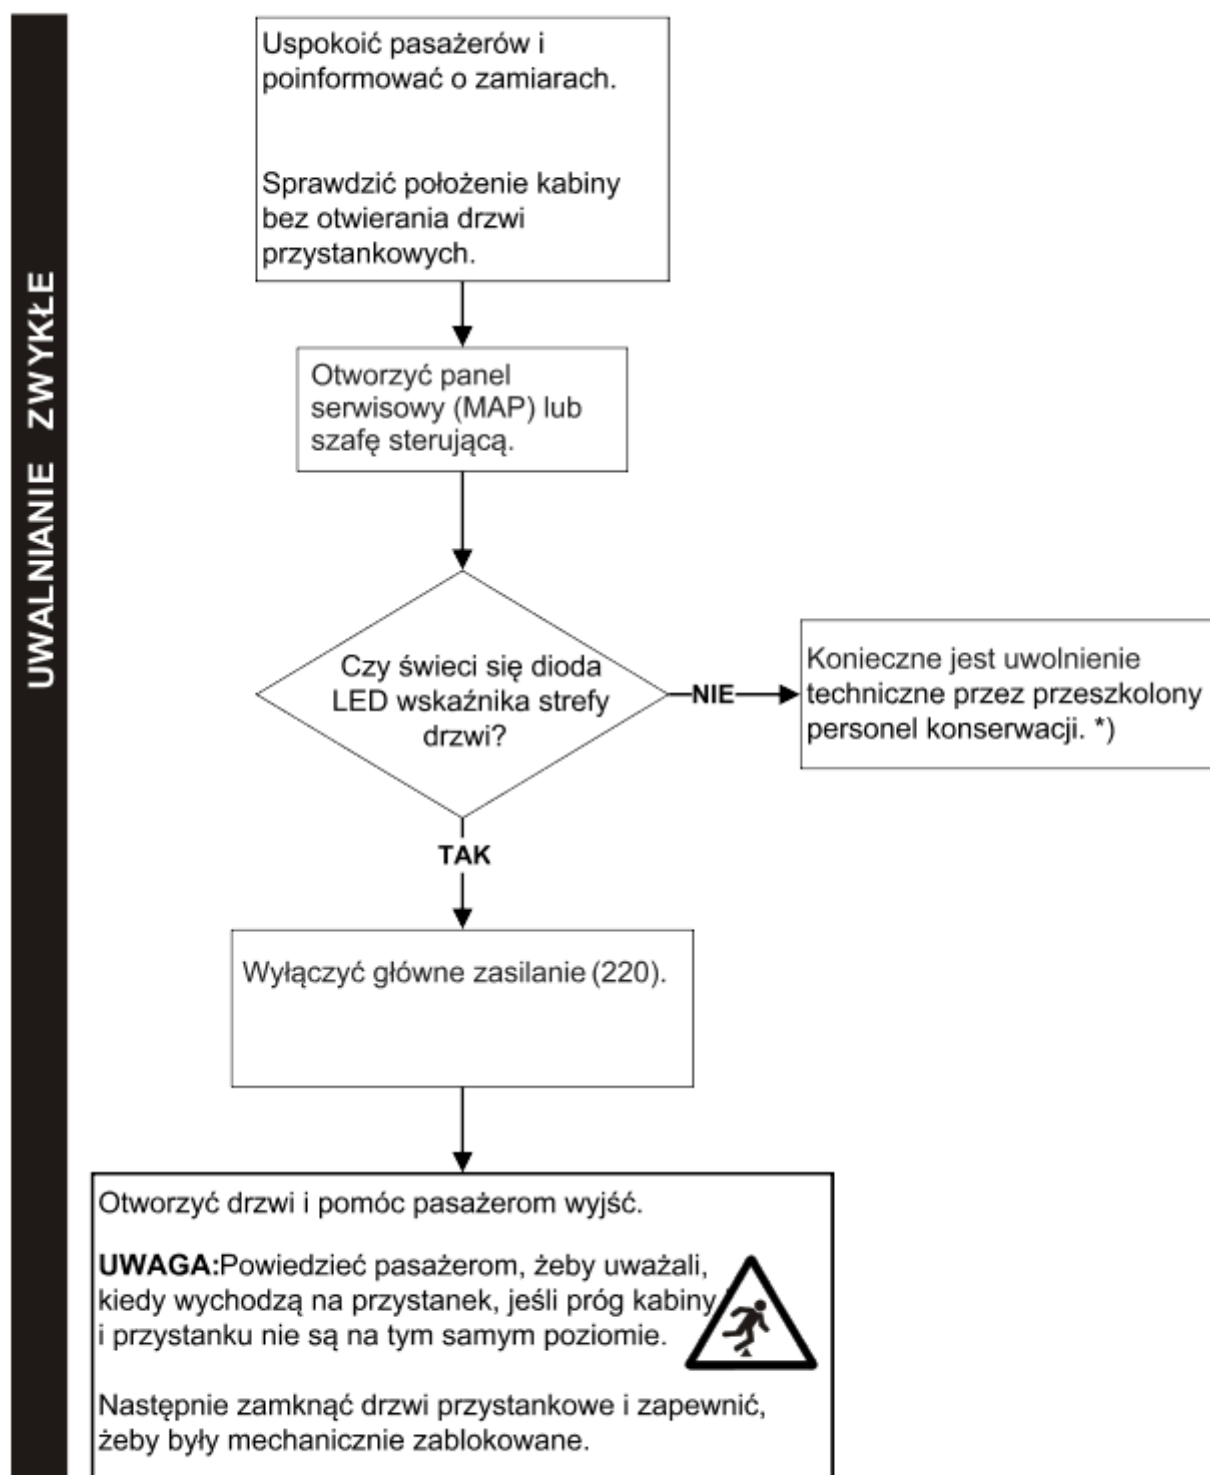 UWALNIANIE ZWYKŁE
Uspokoić pasażerów i
poinformować o zamiarach.
Sprawdzić położenie kabiny
bez otwierania drzwi
przystankowych.
Otworzyć panel
serwisowy (MAP) lub
szafę sterującą.
Czy świeci się dioda
LED wskaźnika strefy
drzwi?
NIE
Konieczne jest uwolnienie
techniczne przez przeszkolony
personel konserwacji. *)
TAK
Wyłączyć główne zasilanie (220).
Otworzyć drzwi i pomóc pasażerom wyjść.
UWAGA:Powiedzieć pasażerom, żeby uważali,
kiedy wychodzą na przystanek, jeśli próg kabiny
i przystanku nie są na tym samym poziomie.
Następnie zamknąć drzwi przystankowe i zapewnić,
żeby były mechanicznie zablokowane.